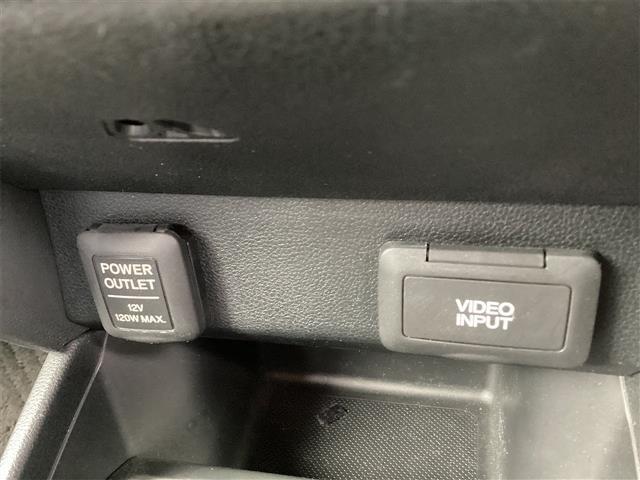 POWER
OUTLET
12V
120W MAX.
VIDEO
INPUT